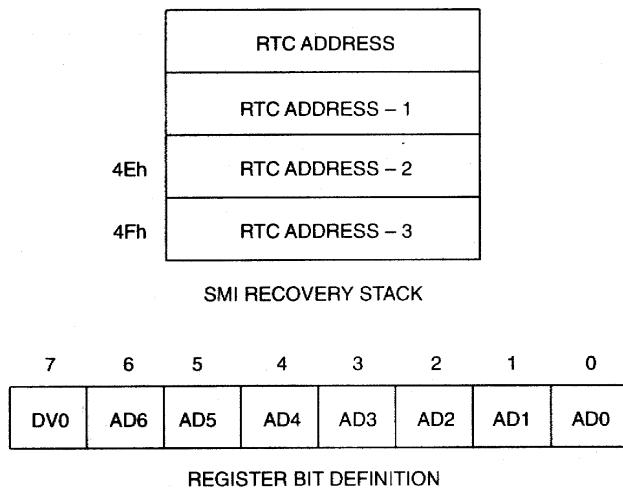 RTC ADDRESS
RTC ADDRESS – 1
4Eh RTC ADDRESS – 2
4Fh RTC ADDRESS – 3
SMI RECOVERY STACK
7 6 5 4 3 2 1 0
DV0 AD6 AD5 AD4 AD3 AD2 AD1 AD0
REGISTER BIT DEFINITION